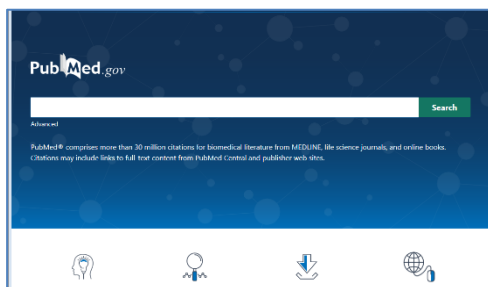 PubMed.gov
Search
Advanced
PubMed® comprises more than 30 million citations for biomedical literature from MEDLINE, life science journals, and online books.
Citations may include links to full-text content from PubMed Central and publisher web sites.